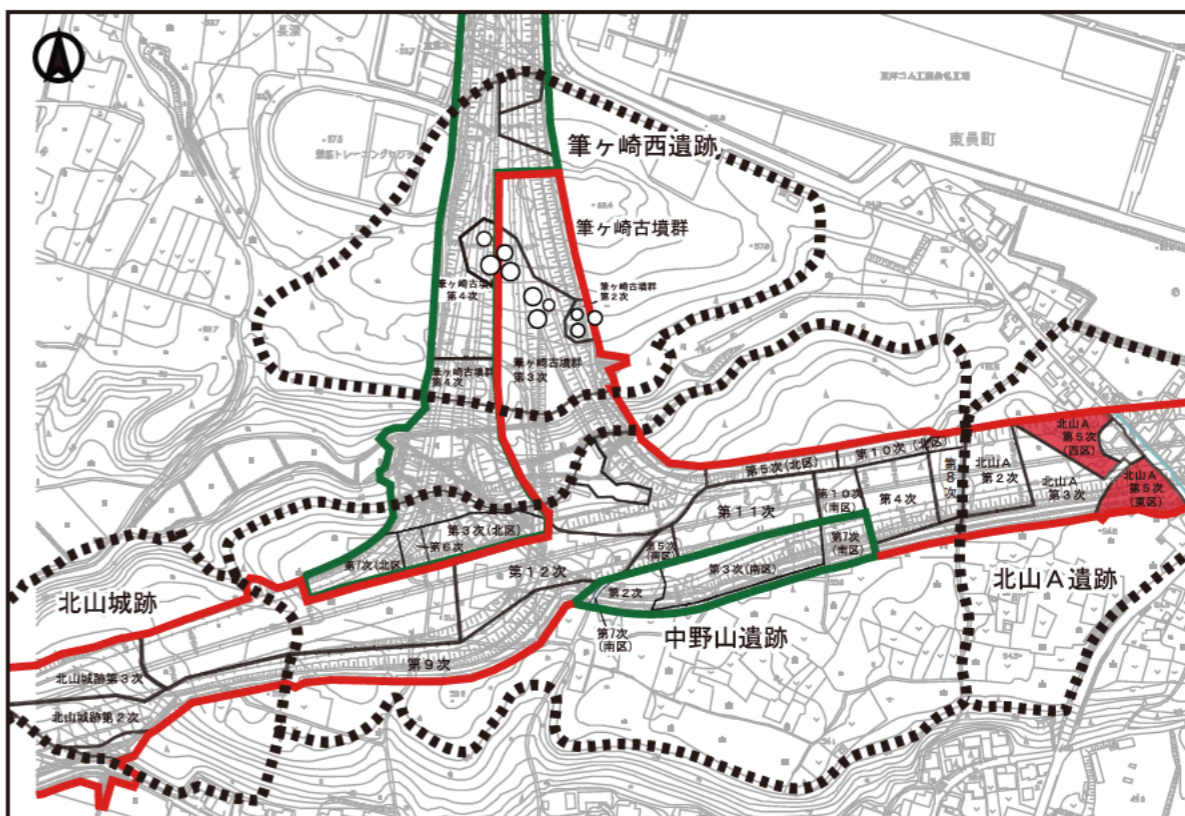 長深
東員町
筆ヶ崎西遺跡
筆ヶ崎古墳群
筆ヶ崎古墳群
第4次
筆ヶ崎古墳群
第2次
筆ヶ崎古墳群
第3次
筆ヶ崎古墳群
第4次
北山A
第5次
(西区)
第5次(北区)
第10次(北区)
第8次
北山A
第2次
北山A
第3次
北山A
第5次
(東区)
第10次
(南区)
第4次
第11次
第3次(北区)
第6次
第7次(北区
第5次
(南区)
第7次
(南区)
第12次
第3次(南区)
第2次
北山A遺跡
北山城跡
第7次
(南区)
中野山遺跡
第9次
北山城跡第3次
北山城跡第2次